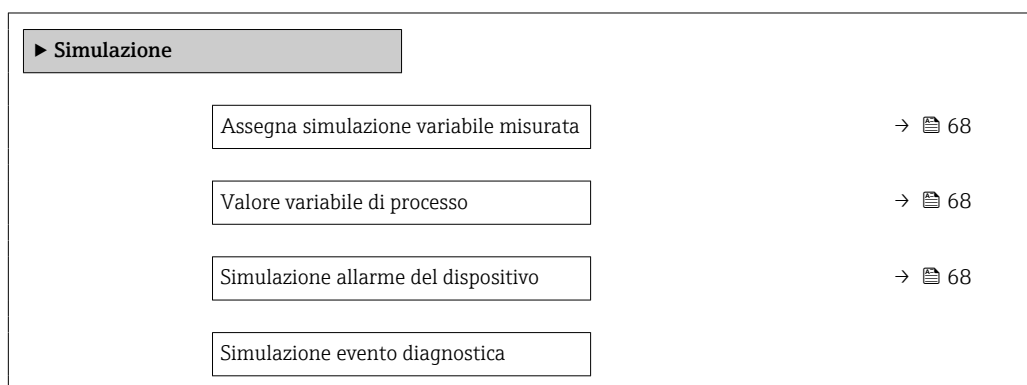 ▶ Simulazione
Assegna simulazione variabile misurata → 68
Valore variabile di processo → 68
Simulazione allarme del dispositivo → 68
Simulazione evento diagnostica